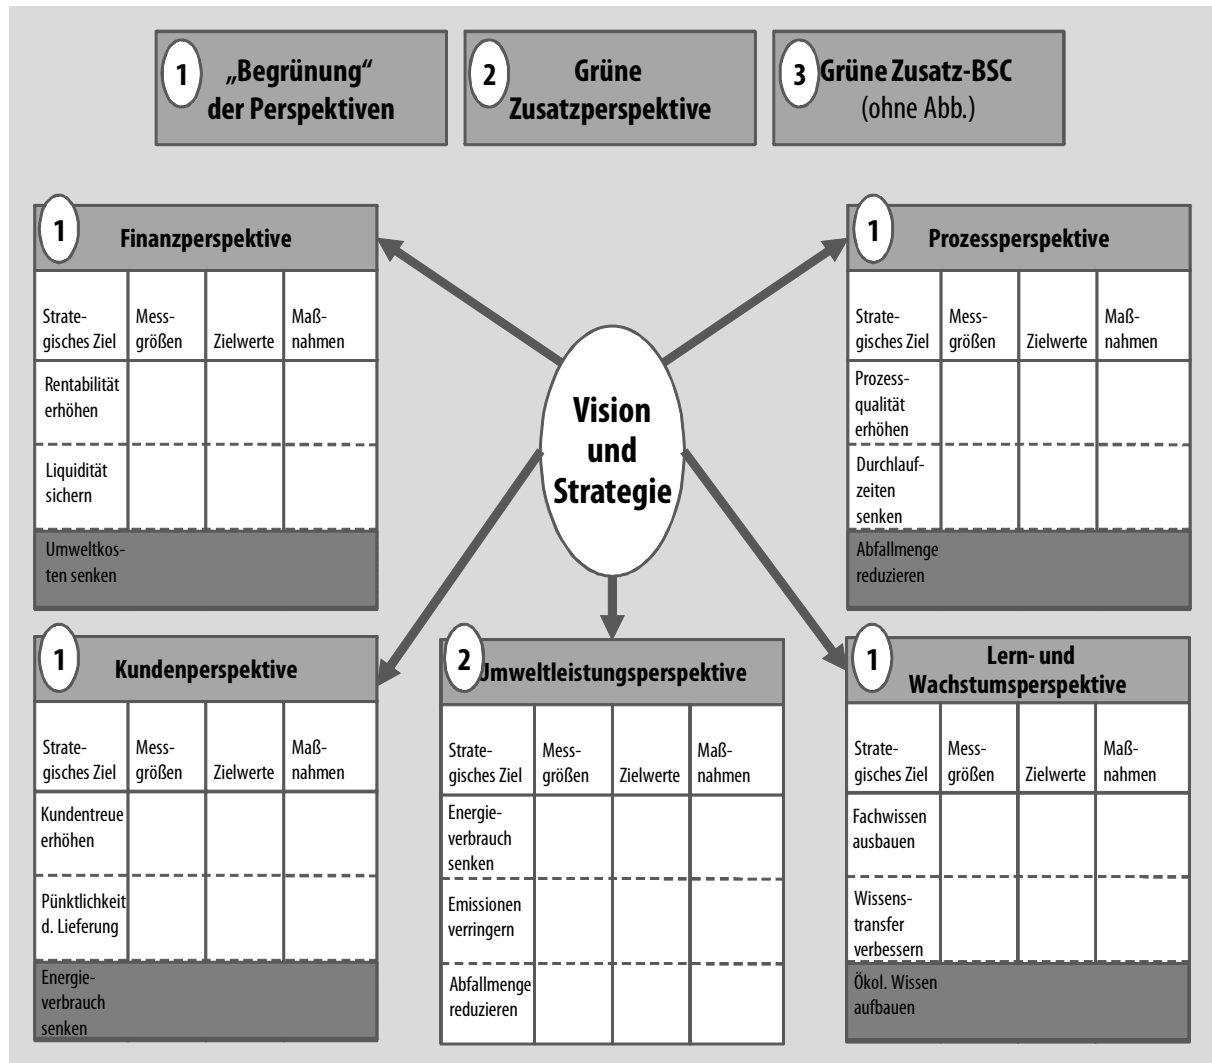 1
„Begrünung“
der Perspektiven
2
Grüne
Zusatzperspektive
3
Grüne Zusatz-BSC
(ohne Abb.)
1
Finanzperspektive
Strate-
gisches Ziel
Mess-
größen
Zielwerte
Maß-
nahmen
Rentabilität
erhöhen
Liquidität
sichern
Umweltkos-
ten senken
1
Prozessperspektive
Strate-
gisches Ziel
Mess-
größen
Zielwerte
Maß-
nahmen
Prozess-
qualität
erhöhen
Durchlauf-
zeiten
senken
Abfallmenge
reduzieren
Vision
und
Strategie
1
Kundenperspektive
Strate-
gisches Ziel
Mess-
größen
Zielwerte
Maß-
nahmen
Kundentreue
erhöhen
Pünktlichkeit
d. Lieferung
Energie-
verbrauch
senken
2
Umweltleistungsperspektive
Strate-
gisches Ziel
Mess-
größen
Zielwerte
Maß-
nahmen
Energie-
verbrauch
senken
Emissionen
verringern
Abfallmenge
reduzieren
1
Lern- und
Wachstumsperspektive
Strate-
gisches Ziel
Mess-
größen
Zielwerte
Maß-
nahmen
Fachwissen
ausbauen
Wissens-
transfer
verbessern
Ökol. Wissen
aufbauen